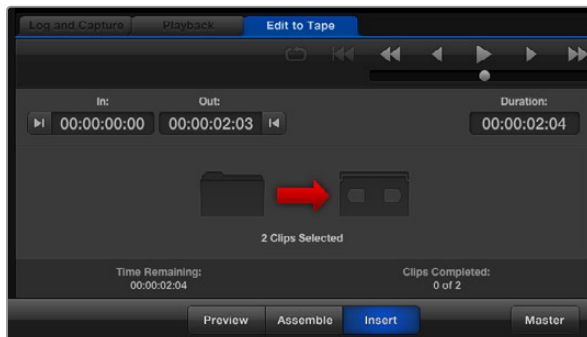 Log and Capture Playback Edit to Tape
In: Out: Duration:
00:00:00:00 00:00:02:03 00:00:02:04
2 Clips Selected
Time Remaining: Clips Completed:
00:00:02:04 0 of 2
Preview Assemble Insert Master